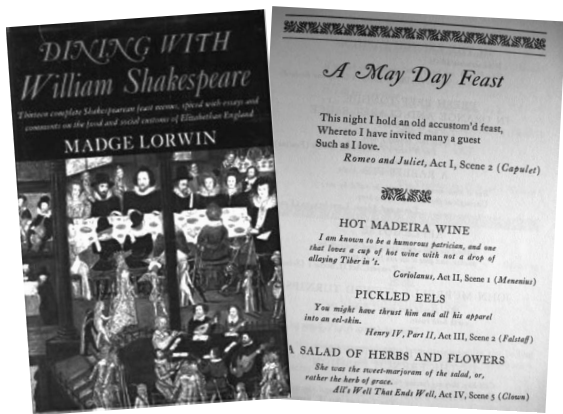 DINING WITH
William Shakespeare
Thirteen complete Shakespearean feast menus, spiced with essays and
comments on the food and social customs of Elizabethan England
MADGE LORWIN
A May Day Feast
This night I hold an old accustom'd feast,
Whereto I have invited many a guest
Such as I love.
Romeo and Juliet, Act I, Scene 2 (Capulet)
HOT MADEIRA WINE
I am known to be a humorous patrician, and one
that loves a cup of hot wine with not a drop of
allaying Tiber in 't.
Coriolanus, Act II, Scene 1 (Menenius)
PICKLED EELS
You might have thrust him and all his apparel
into an eel-skin.
Henry IV, Part II, Act III, Scene 2 (Falstaff)
A SALAD OF HERBS AND FLOWERS
She was the sweet-marjoram of the salad, or,
rather the herb of grace.
All's Well That Ends Well, Act IV, Scene 5 (Clown)